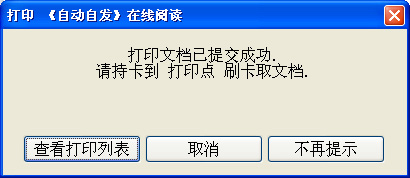 打印 《自动自发》在线阅读
打印文档已提交成功.
请持卡到 打印点 刷卡取文档.
查看打印列表
取消
不再提示